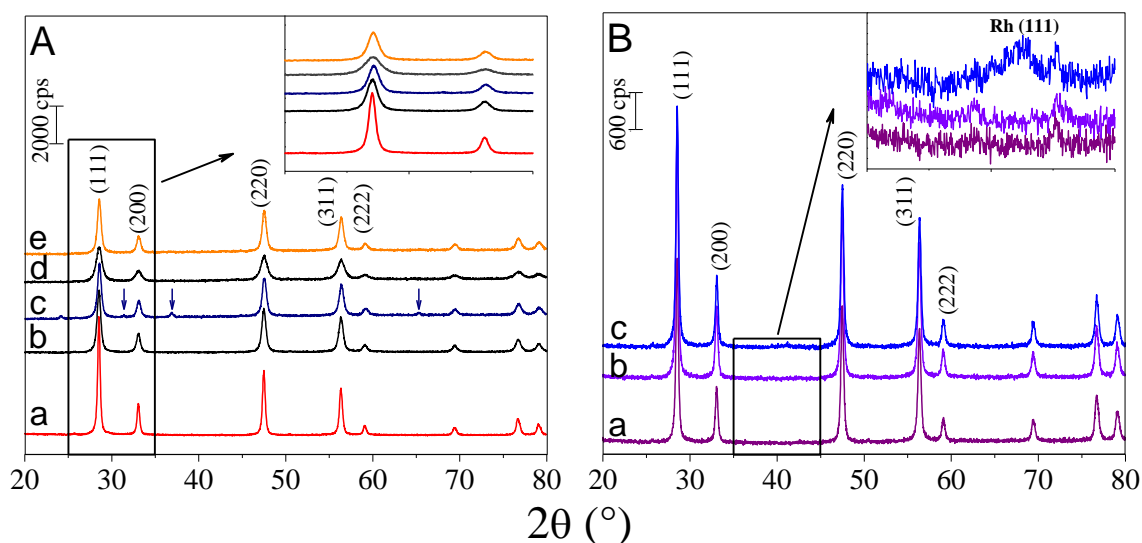 A
2000 cps
(111)
(200)
(220)
(311)
(222)
e
d
c
b
a
20 30 40 50 60 70 80
B
600 cps
Rh (111)
(111)
(200)
(220)
(311)
(222)
c
b
a
20 30 40 50 60 70 80
2θ (°)